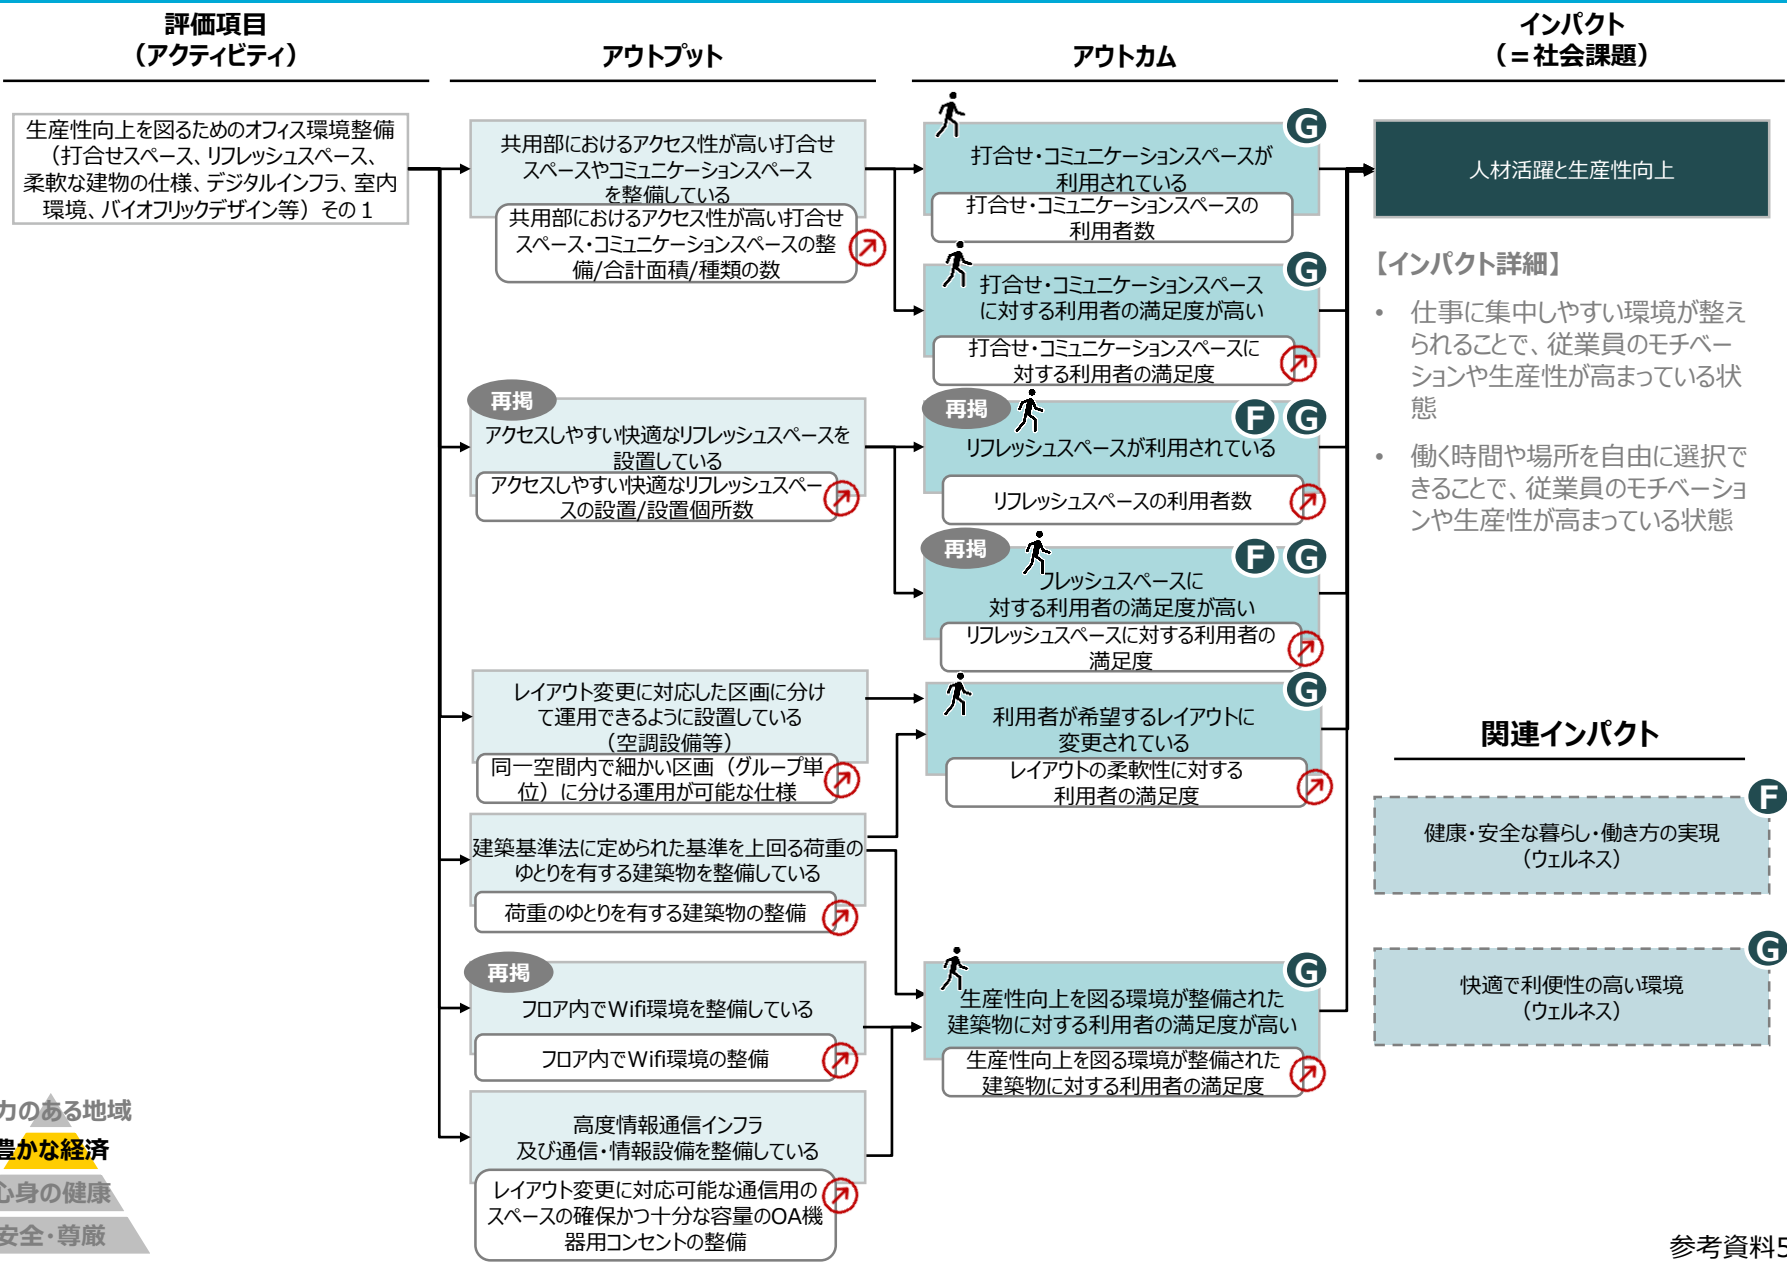 評価項目
（アクティビティ）
アウトプット
アウトカム
インパクト
（＝社会課題）
生産性向上を図るためのオフィス環境整備
（打合せスペース、リフレッシュスペース、
柔軟な建物の仕様、デジタルインフラ、室内
環境、バイオフリックデザイン等）その１
共用部におけるアクセス性が高い打合せ
スペースやコミュニケーションスペース
を整備している
共用部におけるアクセス性が高い打合せ
スペース・コミュニケーションスペースの整
備/合計面積/種類の数
再掲
アクセスしやすい快適なリフレッシュスペースを
設置している
アクセスしやすい快適なリフレッシュスペー
スの設置/設置個所数
レイアウト変更に対応した区画に分け
て運用できるように設置している
（空調設備等）
同一空間内で細かい区画（グループ単
位）に分ける運用が可能な仕様
建築基準法に定められた基準を上回る荷重の
ゆとりを有する建築物を整備している
荷重のゆとりを有する建築物の整備
再掲
フロア内でWifi環境を整備している
フロア内でWifi環境の整備
高度情報通信インフラ
及び通信・情報設備を整備している
レイアウト変更に対応可能な通信用の
スペースの確保かつ十分な容量のOA機
器用コンセントの整備
G
打合せ・コミュニケーションスペースが
利用されている
打合せ・コミュニケーションスペースの
利用者数
G
打合せ・コミュニケーションスペース
に対する利用者の満足度が高い
打合せ・コミュニケーションスペースに
対する利用者の満足度
再掲
F G
リフレッシュスペースが利用されている
リフレッシュスペースの利用者数
再掲
F G
フレッシュスペースに
対する利用者の満足度が高い
リフレッシュスペースに対する利用者の
満足度
G
利用者が希望するレイアウトに
変更されている
レイアウトの柔軟性に対する
利用者の満足度
G
生産性向上を図る環境が整備された
建築物に対する利用者の満足度が高い
生産性向上を図る環境が整備された
建築物に対する利用者の満足度
人材活躍と生産性向上
【インパクト詳細】
• 仕事に集中しやすい環境が整え
られることで、従業員のモチベー
ションや生産性が高まっている状
態
• 働く時間や場所を自由に選択で
きることで、従業員のモチベーショ
ンや生産性が高まっている状態
関連インパクト
F
健康・安全な暮らし・働き方の実現
（ウェルネス）
G
快適で利便性の高い環境
（ウェルネス）
力のある地域
豊かな経済
心身の健康
安全・尊厳
参考資料5